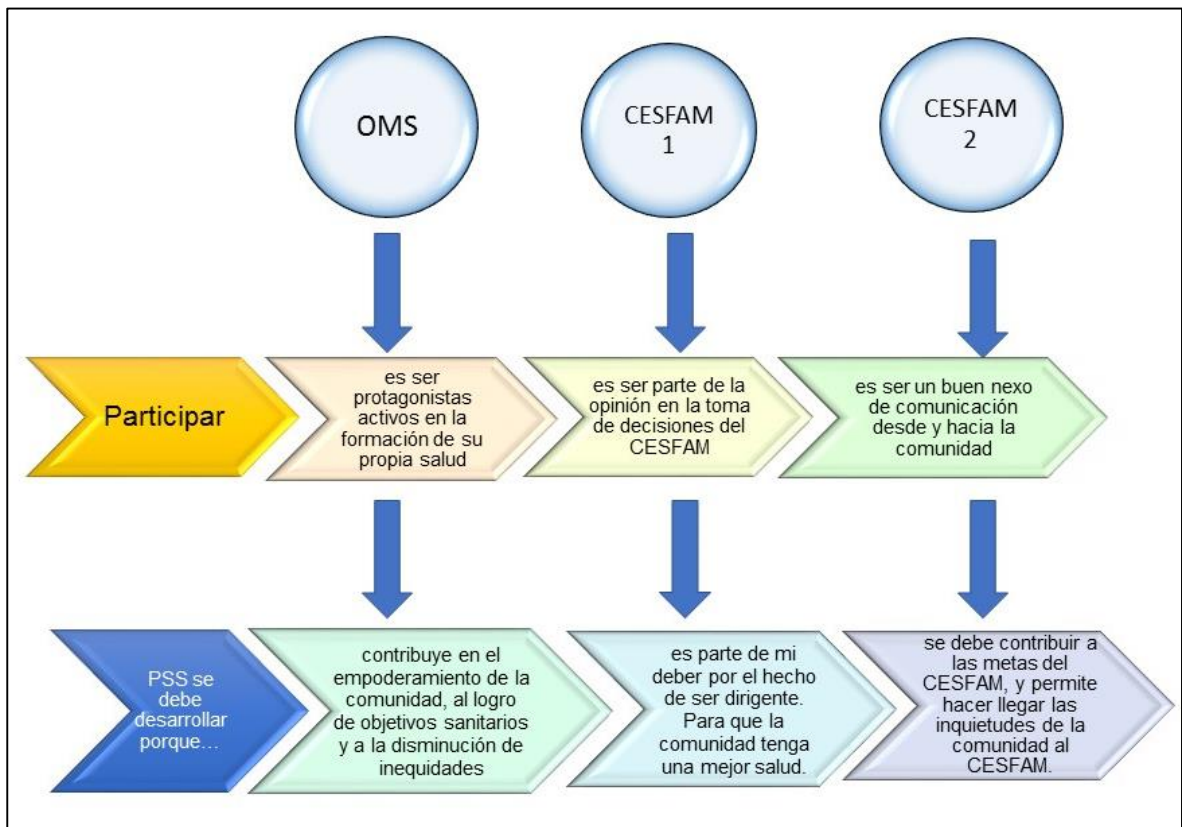 OMS
CESFAM
1
CESFAM
2
Participar
es ser
protagonistas
activos en la
formación de su
propia salud
es ser parte de la
opinión en la toma
de decisiones del
CESFAM
es ser un buen nexo
de comunicación
desde y hacia la
comunidad
PSS se
debe
desarrollar
porque…
contribuye en el
empoderamiento de la
comunidad, al logro
de objetivos sanitarios
y a la disminución de
inequidades
es parte de mi
deber por el hecho
de ser dirigente.
Para que la
comunidad tenga
una mejor salud.
se debe contribuir a
las metas del
CESFAM, y permite
hacer llegar las
inquietudes de la
comunidad al
CESFAM.